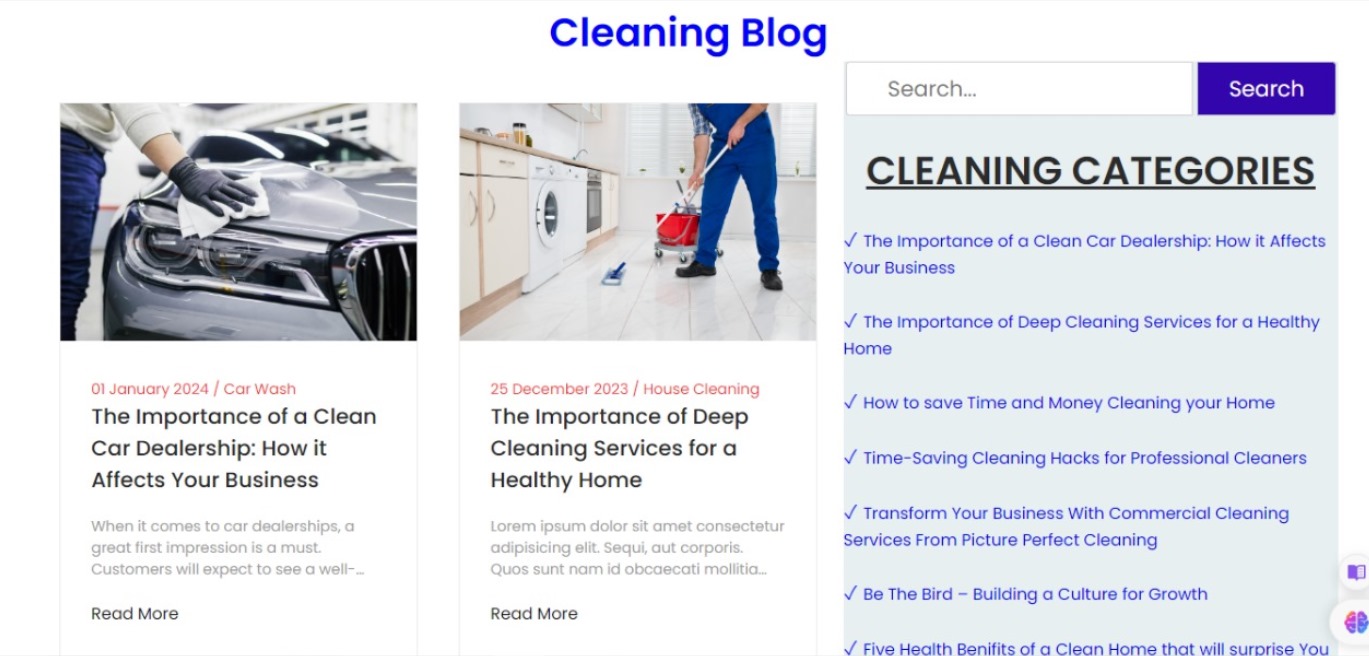 Cleaning Blog
01 January 2024 / Car Wash
The Importance of a Clean
Car Dealership: How it
Affects Your Business
When it comes to car dealerships, a
great first impression is a must.
Customers will expect to see a well-...
Read More
25 December 2023 / House Cleaning
The Importance of Deep
Cleaning Services for a
Healthy Home
Lorem ipsum dolor sit amet consectetur
adipisicing elit. Sequi, aut corporis.
Quos sunt nam id obcaecati mollitia...
Read More
Search...
Search
CLEANING CATEGORIES
✓ The Importance of a Clean Car Dealership: How it Affects
Your Business
✓ The Importance of Deep Cleaning Services for a Healthy
Home
✓ How to save Time and Money Cleaning your Home
✓ Time-Saving Cleaning Hacks for Professional Cleaners
✓ Transform Your Business With Commercial Cleaning
Services From Picture Perfect Cleaning
✓ Be The Bird – Building a Culture for Growth
✓ Five Health Benifits of a Clean Home that will surprise You